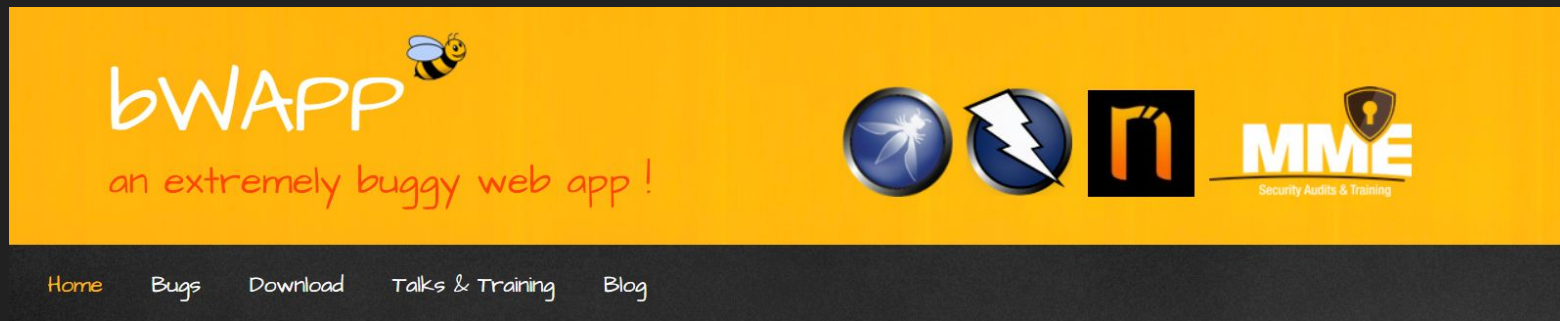 bWAPP
an extremely buggy web app !
n
MME
Security Audits & Training
Home Bugs Download Talks & Training Blog